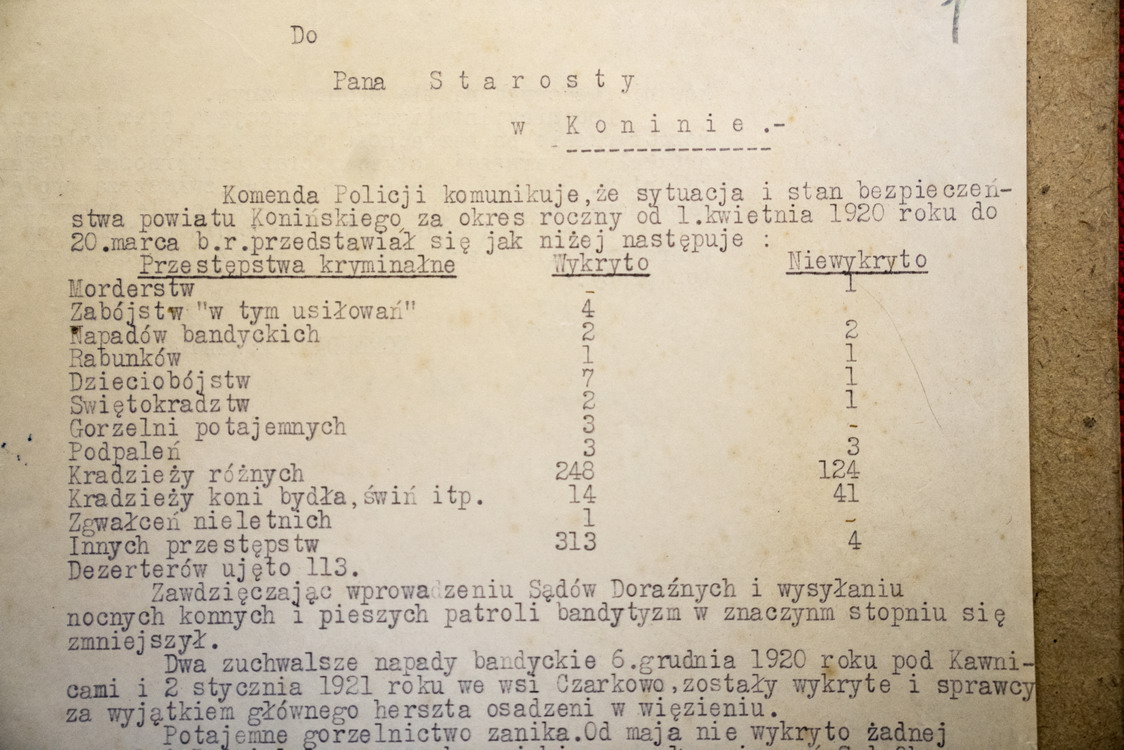 Do
Pana Starosty
w Koninie.-
Komenda Policji komunikuje,że sytuacja i stan bezpieczeń-
stwa powiatu Konińskiego za okres roczny od 1.kwietnia 1920 roku do
20.marca b.r.przedstawiał się jak niżej następuje :
Przestępstwa kryminalne Wykryto Niewykryto
Morderstw - 1
Zabójstw "w tym usiłowań" 4
Napadów bandyckich 2 2
Rabunków 1 1
Dzieciobójstw 7 1
Swiętokradztw 2 1
Gorzelni potajemnych 3 -
Podpaleń 3 3
Kradzieży różnych 248 124
Kradzieży koni bydła,świń itp. 14 41
Zgwałceń nieletnich 1 -
Innych przestępstw 313 4
Dezerterów ujęto 113.
Zawdzięczając wprowadzeniu Sądów Doraźnych i wysyłaniu
nocnych konnych i pieszych patroli bandytyzm w znaczynm stopniu się
zmniejszył.
Dwa zuchwalsze napady bandyckie 6.grudnia 1920 roku pod Kawni-
cami i 2 stycznia 1921 roku we wsi Czarkowo,zostały wykryte i sprawcy
za wyjątkiem głównego herszta osadzeni w więzieniu.
Potajemne gorzelnictwo zanika.Od maja nie wykryto żadnej